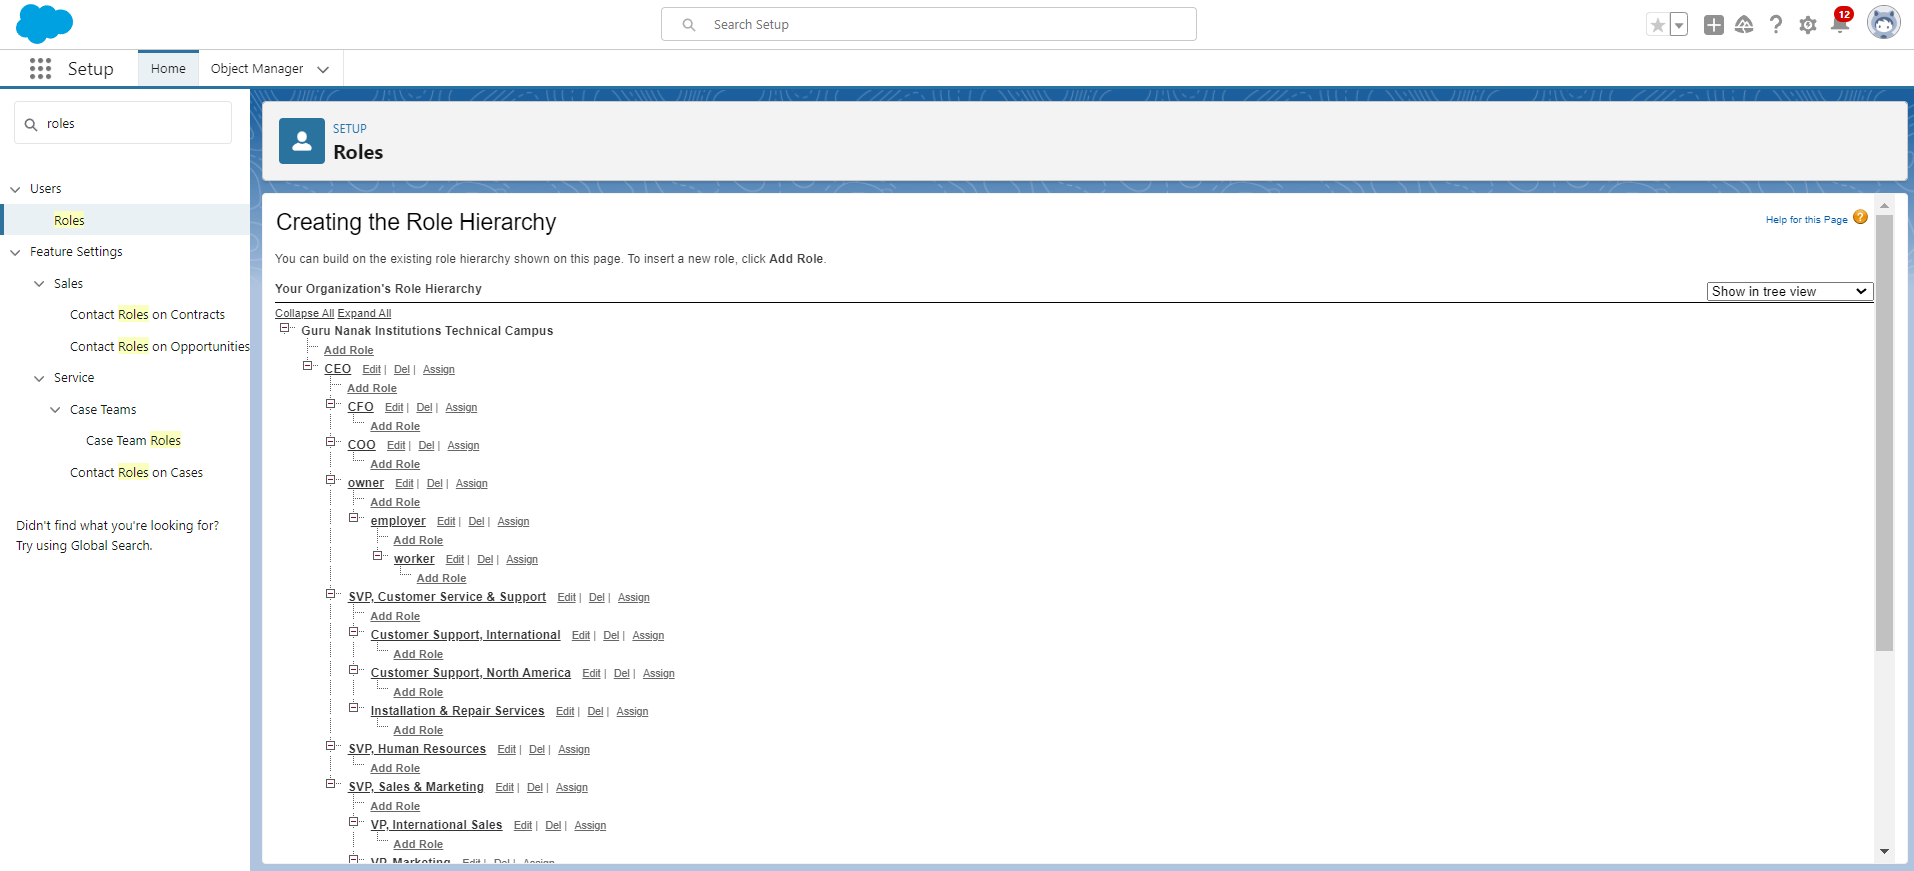 Search Setup
12
Setup
Home
Object Manager
roles
Users
Roles
Feature Settings
Sales
Contact Roles on Contracts
Contact Roles on Opportunities
Service
Case Teams
Case Team Roles
Contact Roles on Cases
Didn't find what you're looking for?
Try using Global Search.
SETUP
Roles
Creating the Role Hierarchy
Help for this Page ?
You can build on the existing role hierarchy shown on this page. To insert a new role, click Add Role.
Your Organization's Role Hierarchy
Show in tree view
Collapse All Expand All
Guru Nanak Institutions Technical Campus
Add Role
CEO Edit | Del | Assign
Add Role
CFO Edit | Del | Assign
Add Role
COO Edit | Del | Assign
Add Role
owner Edit | Del | Assign
Add Role
employer Edit | Del | Assign
Add Role
worker Edit | Del | Assign
Add Role
SVP, Customer Service & Support Edit | Del | Assign
Add Role
Customer Support, International Edit | Del | Assign
Add Role
Customer Support, North America Edit | Del | Assign
Add Role
Installation & Repair Services Edit | Del | Assign
Add Role
SVP, Human Resources Edit | Del | Assign
Add Role
SVP, Sales & Marketing Edit | Del | Assign
Add Role
VP, International Sales Edit | Del | Assign
Add Role
VP, Marketing Edit | Del | Assign